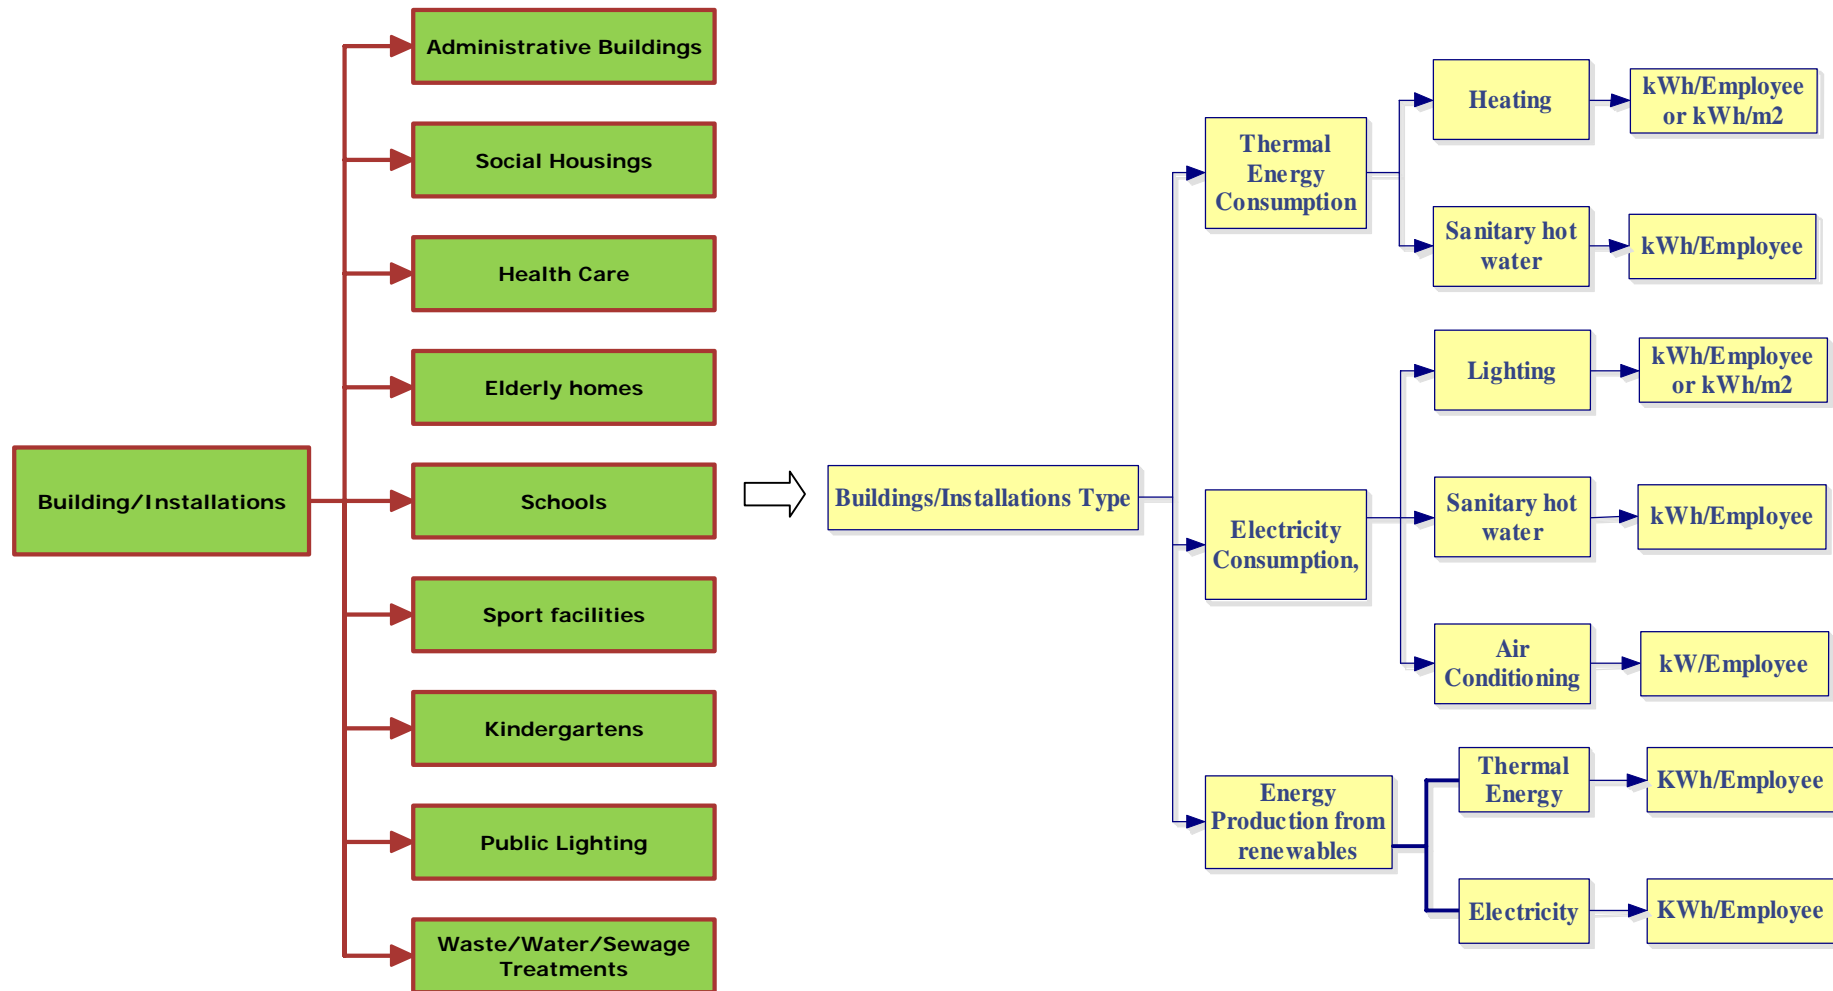 Building/Installations
Administrative Buildings
Social Housings
Health Care
Elderly homes
Schools
Sport facilities
Kindergartens
Public Lighting
Waste/Water/Sewage
Treatments
Buildings/Installations Type
Thermal
Energy
Consumption
Heating
kWh/Employee
or kWh/m2
Sanitary hot
water
kWh/Employee
Electricity
Consumption,
Lighting
kWh/Employee
or kWh/m2
Sanitary hot
water
kWh/Employee
Air
Conditioning
kW/Employee
Energy
Production from
renewables
Thermal
Energy
KWh/Employee
Electricity
KWh/Employee